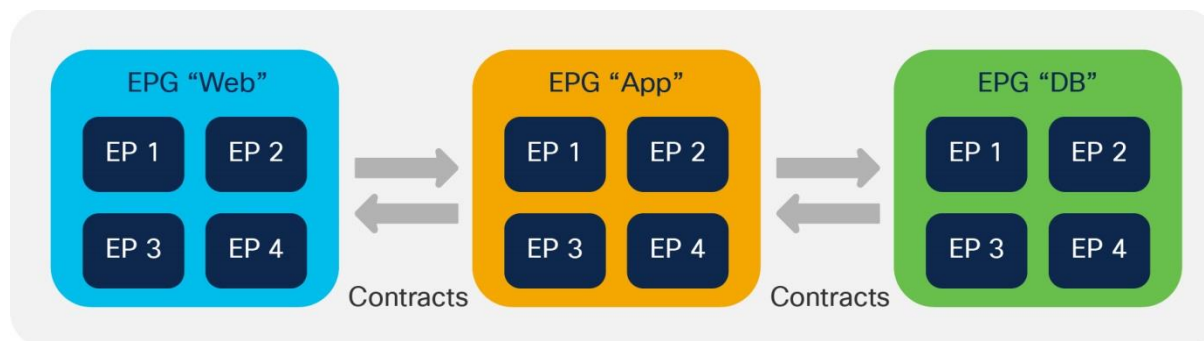 EPG “Web”
EP 1 EP 2
EP 3 EP 4
Contracts
EPG “App”
EP 1 EP 2
EP 3 EP 4
Contracts
EPG “DB”
EP 1 EP 2
EP 3 EP 4